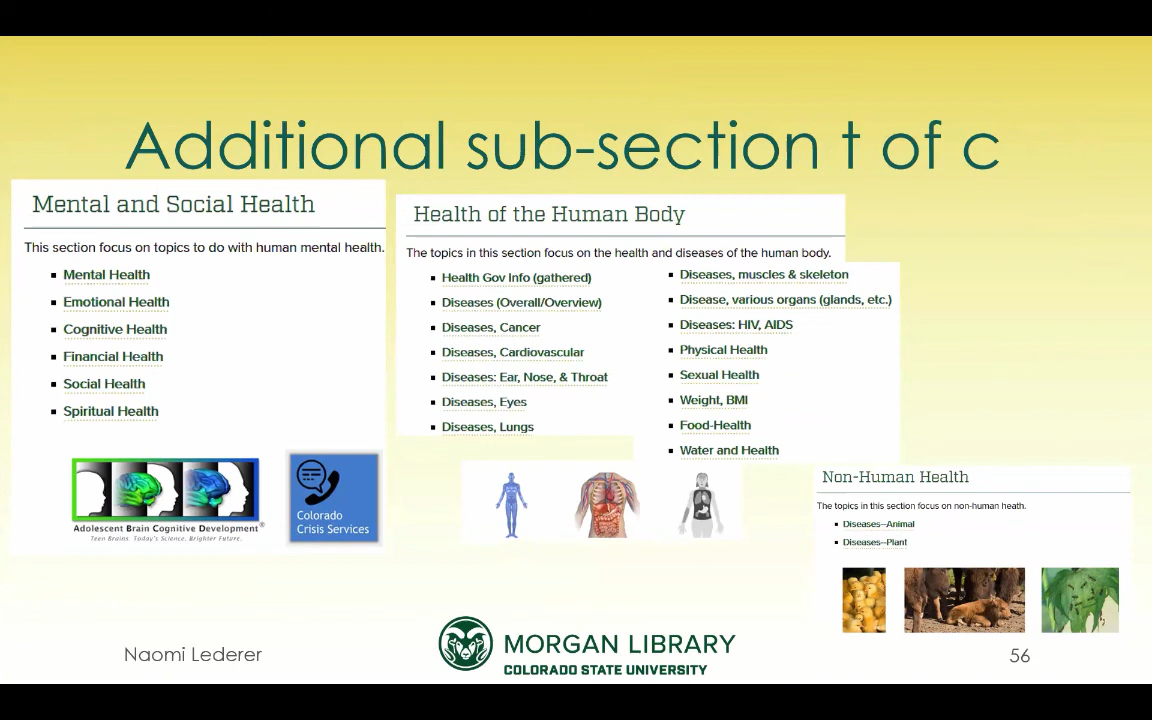 Additional sub-section t of c
Mental and Social Health
This section focus on topics to do with human mental health.
Mental Health
Emotional Health
Cognitive Health
Financial Health
Social Health
Spiritual Health
Adolescent Brain Cognitive Development®
Teen Brains. Today's Science. Brighter Future.
Colorado
Crisis Services
Health of the Human Body
The topics in this section focus on the health and diseases of the human body.
Health Gov Info (gathered)
Diseases (Overall/Overview)
Diseases, Cancer
Diseases, Cardiovascular
Diseases: Ear, Nose, & Throat
Diseases, Eyes
Diseases, Lungs
Diseases, muscles & skeleton
Disease, various organs (glands, etc.)
Diseases: HIV, AIDS
Physical Health
Sexual Health
Weight, BMI
Food-Health
Water and Health
Non-Human Health
The topics in this section focus on non-human heath.
Diseases--Animal
Diseases--Plant
Naomi Lederer
MORGAN LIBRARY
COLORADO STATE UNIVERSITY
56